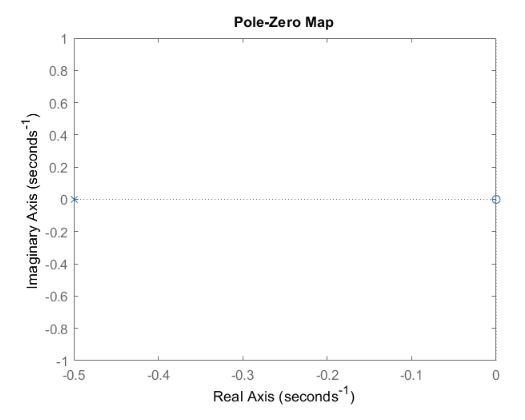 Pole-Zero Map
1
0.8
0.6
0.4
0.2
0
-0.2
-0.4
-0.6
-0.8
-1
Imaginary Axis (seconds⁻¹)
-0.5 -0.4 -0.3 -0.2 -0.1 0
Real Axis (seconds⁻¹)